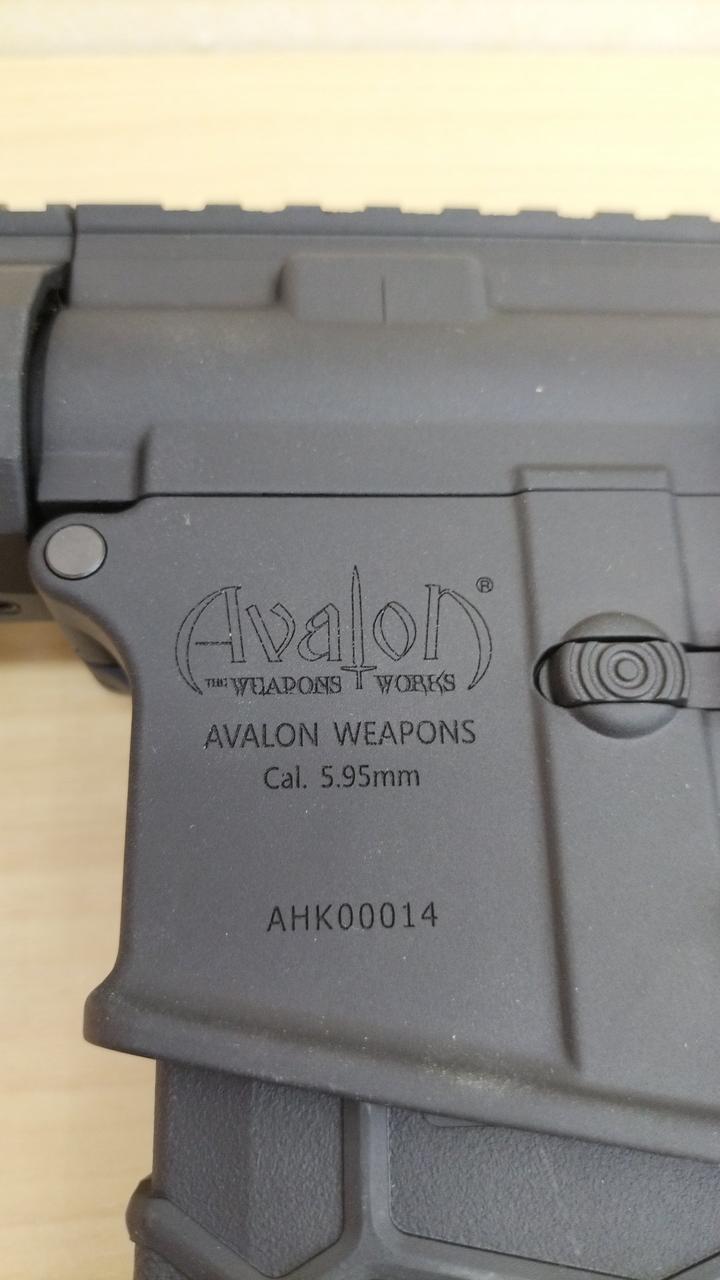 Avalon®
THE WEAPONS WORKS
AVALON WEAPONS
Cal. 5.95mm
AHK00014